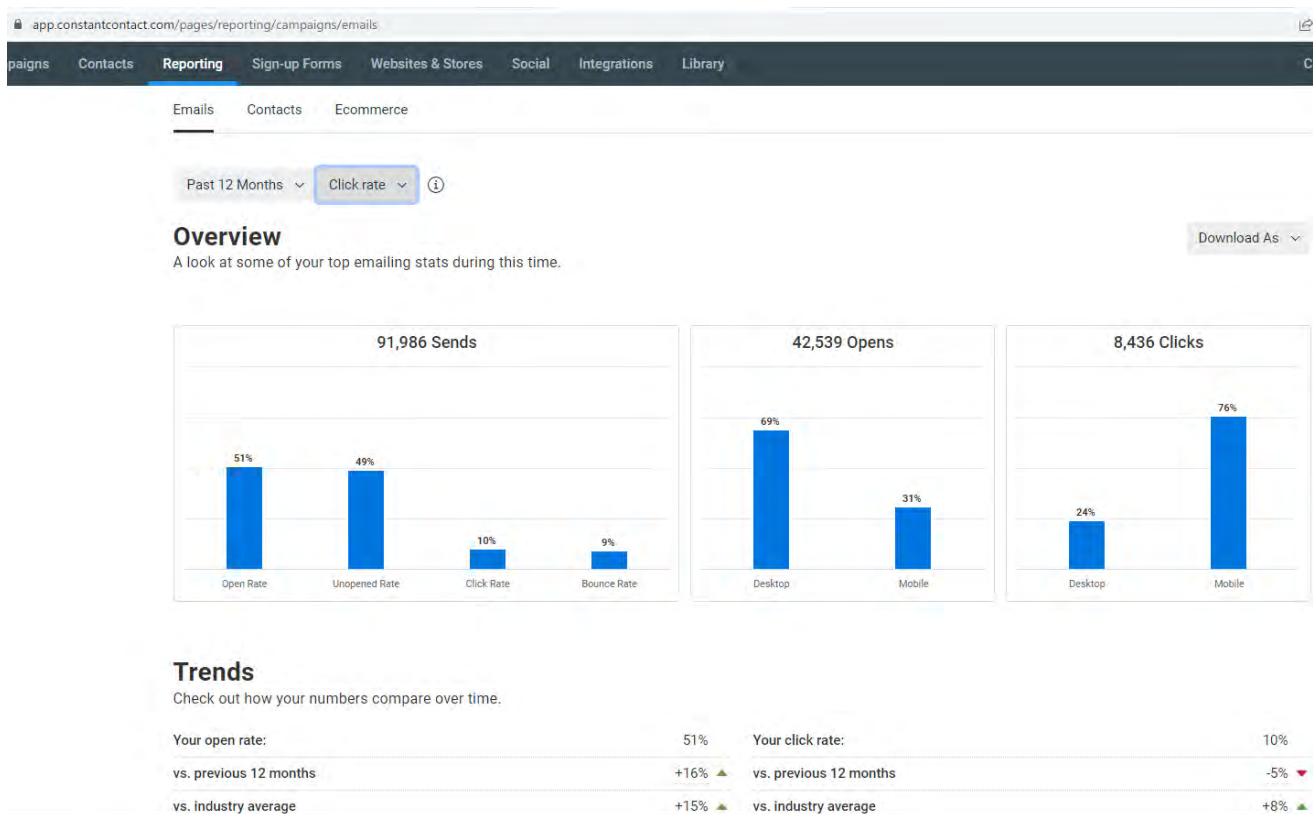 app.constantcontact.com/pages/reporting/campaigns/emails
paigns Contacts Reporting Sign-up Forms Websites & Stores Social Integrations Library C
Emails Contacts Ecommerce
Past 12 Months Click rate
Overview
Download As
A look at some of your top emailing stats during this time.
91,986 Sends
51%
49%
10%
9%
Open Rate Unopened Rate Click Rate Bounce Rate
42,539 Opens
69%
31%
Desktop Mobile
8,436 Clicks
24%
76%
Desktop Mobile
Trends
Check out how your numbers compare over time.
Your open rate: 51%
vs. previous 12 months +16%
vs. industry average +15%
Your click rate: 10%
vs. previous 12 months -5%
vs. industry average +8%